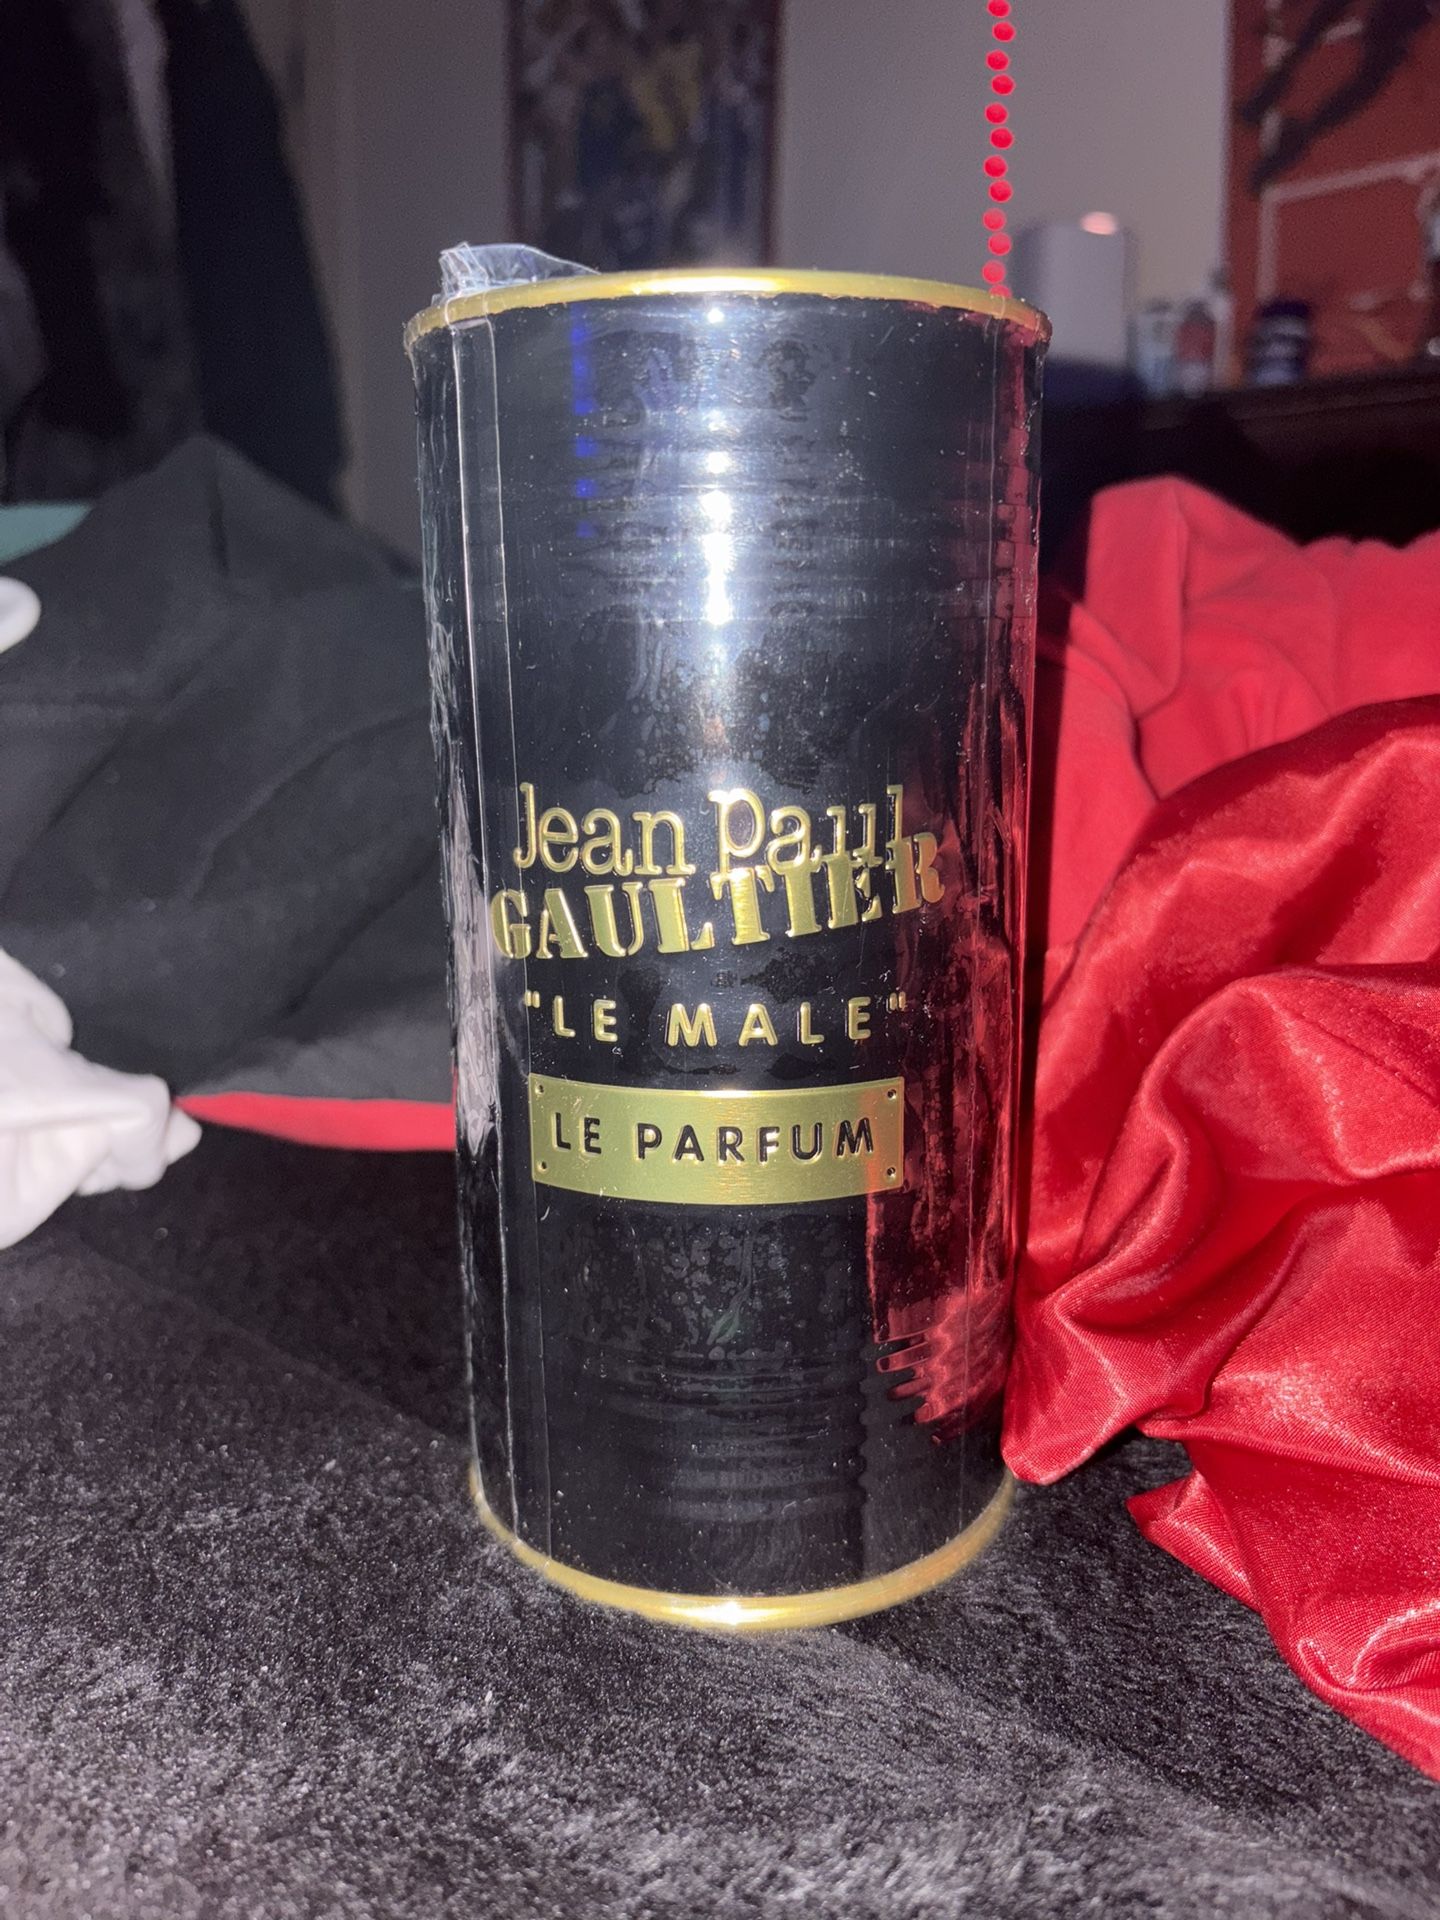 Jean Paul
GAULTIER
"LE MALE"
LE PARFUM